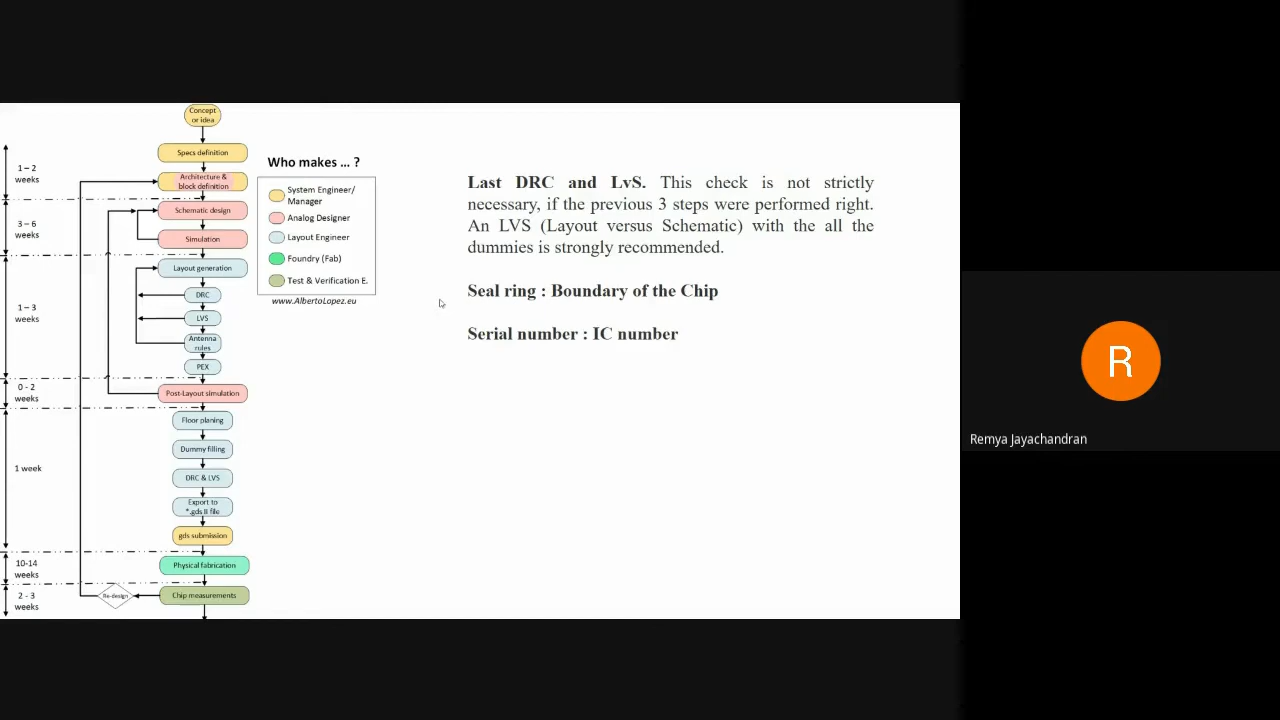 Concept
or idea
Specs definition
1 – 2
weeks
Architecture &
block definition
Schematic design
3 – 6
weeks
Simulation
Layout generation
DRC
1 – 3
weeks
LVS
Antenna
rules
PEX
0 - 2
weeks
Post-Layout simulation
Floor planing
Dummy filling
1 week
DRC & LVS
Export to
*.gds II file
gds submission
10-14
weeks
Physical fabrication
2 - 3
weeks
Re-design
Chip measurements
Who makes ... ?
System Engineer/
Manager
Analog Designer
Layout Engineer
Foundry (Fab)
Test & Verification E.
www.AlbertoLopez.eu
Last DRC and LvS. This check is not strictly
necessary, if the previous 3 steps were performed right.
An LVS (Layout versus Schematic) with the all the
dummies is strongly recommended.
Seal ring : Boundary of the Chip
Serial number : IC number
R
Remya Jayachandran